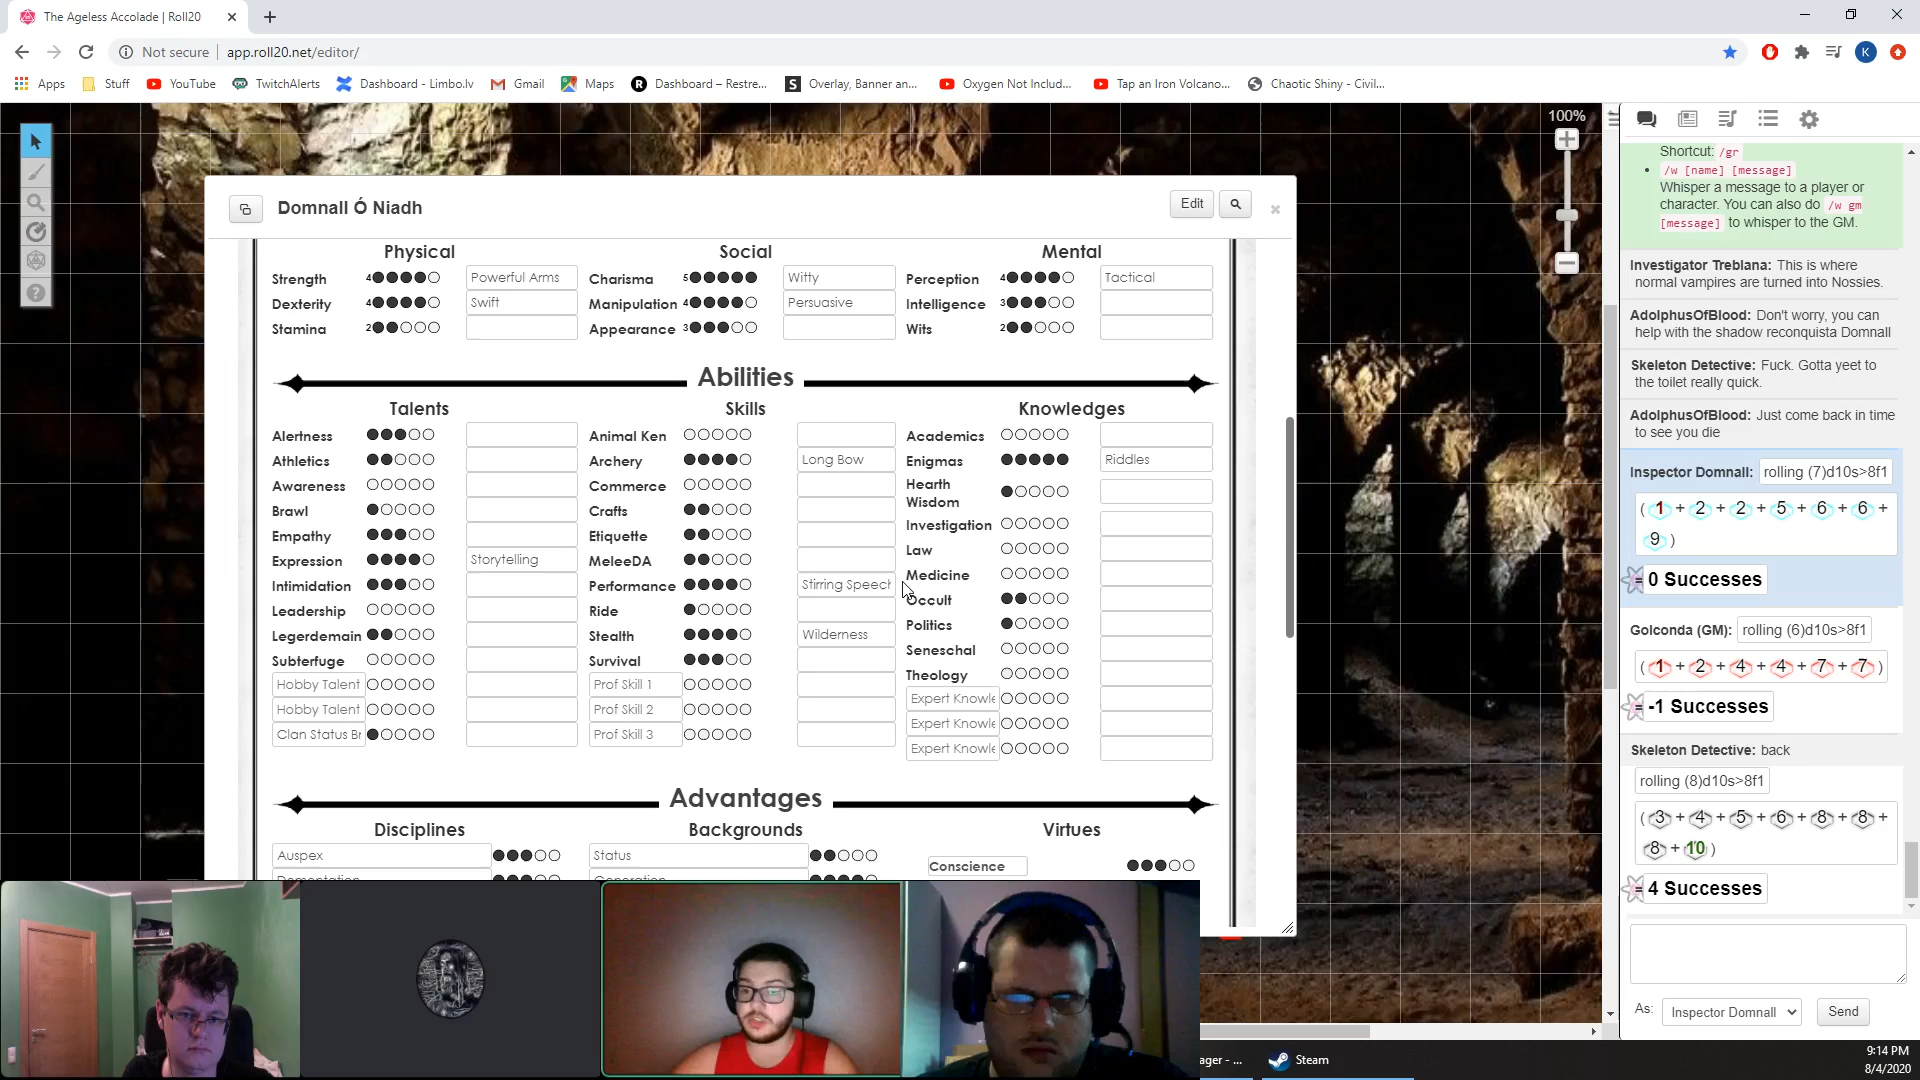 The Ageless Accolade | Roll20
Not secure
app.roll20.net/editor/
K
Apps
Stuff
YouTube
TwitchAlerts
Dashboard - Limbo.lv
Gmail
Maps
Dashboard – Restre...
Overlay, Banner an...
Oxygen Not Includ...
Tap an Iron Volcano...
Chaotic Shiny - Civil...
100%
Domnall Ó Niadh
Edit
Physical
Social
Mental
Strength 4 Powerful Arms Charisma 5 Witty Perception 4 Tactical
Dexterity 4 Swift Manipulation 4 Persuasive Intelligence 3
Stamina 2 Appearance 3 Wits 2
Abilities
Talents Skills Knowledges
Alertness Animal Ken Academics
Athletics Archery Long Bow Enigmas Riddles
Awareness Commerce Hearth Wisdom
Brawl Crafts Investigation
Empathy Etiquette Law
Expression Storytelling MeleeDA Medicine
Intimidation Performance Stirring Speech Occult
Leadership Ride Politics
Legerdemain Stealth Wilderness Seneschal
Subterfuge Survival Theology
Hobby Talent Prof Skill 1 Expert Knowle
Hobby Talent Prof Skill 2 Expert Knowle
Clan Status Br Prof Skill 3 Expert Knowle
Advantages
Disciplines Backgrounds Virtues
Auspex Status Conscience
Shortcut: /gr
/w [name] [message]
Whisper a message to a player or
character. You can also do /w gm
[message] to whisper to the GM.
Investigator Treblana: This is where
normal vampires are turned into Nossies.
AdolphusOfBlood: Don't worry, you can
help with the shadow reconquista Domnall
Skeleton Detective: Fuck. Gotta yeet to
the toilet really quick.
AdolphusOfBlood: Just come back in time
to see you die
Inspector Domnall: rolling (7)d10s>8f1
(1 + 2 + 2 + 5 + 6 + 6 +
9)
= 0 Successes
Golconda (GM): rolling (6)d10s>8f1
(1 + 2 + 4 + 4 + 7 + 7)
= -1 Successes
Skeleton Detective: back
rolling (8)d10s>8f1
(3 + 4 + 5 + 6 + 8 + 8 +
8 + 10)
= 4 Successes
As: Inspector Domnall Send
ager - ...
Steam
9:14 PM
8/4/2020